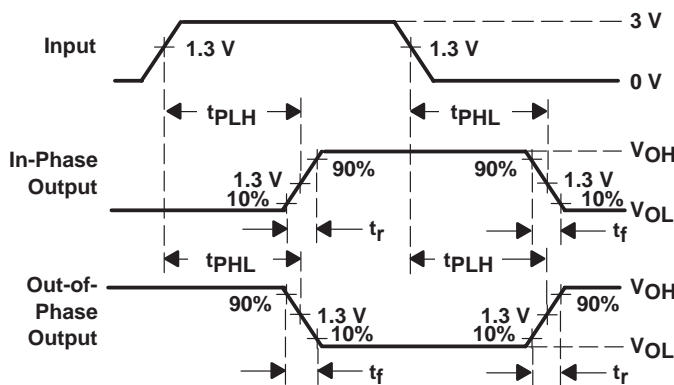 3 V
Input
1.3 V
1.3 V
0 V
tPLH
tPHL
VOH
In-Phase
Output
90%
90%
1.3 V
1.3 V
10%
10%
VOL
tr
tf
tPHL
tPLH
Out-of-
Phase
Output
VOH
90%
90%
1.3 V
1.3 V
10%
10%
VOL
tf
tr